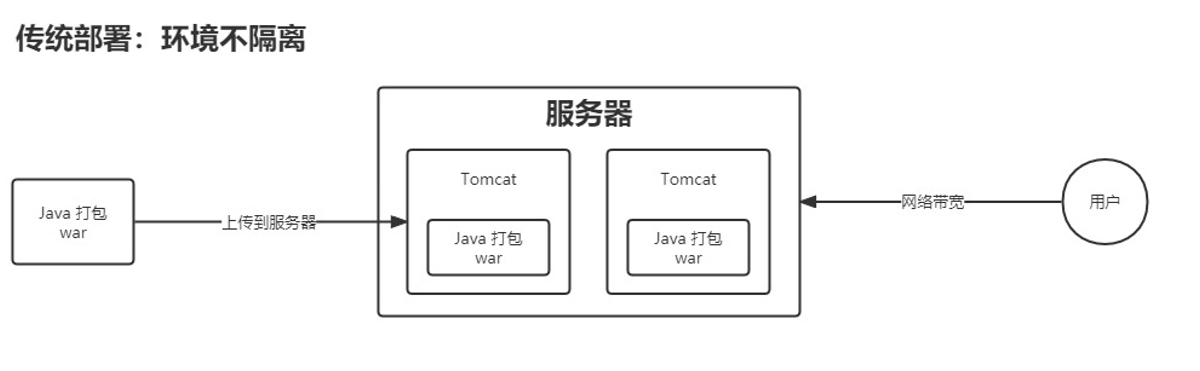 传统部署：环境不隔离
服务器
Tomcat
Tomcat
Java 打包
war
上传到服务器
Java 打包
war
Java 打包
war
网络带宽
用户